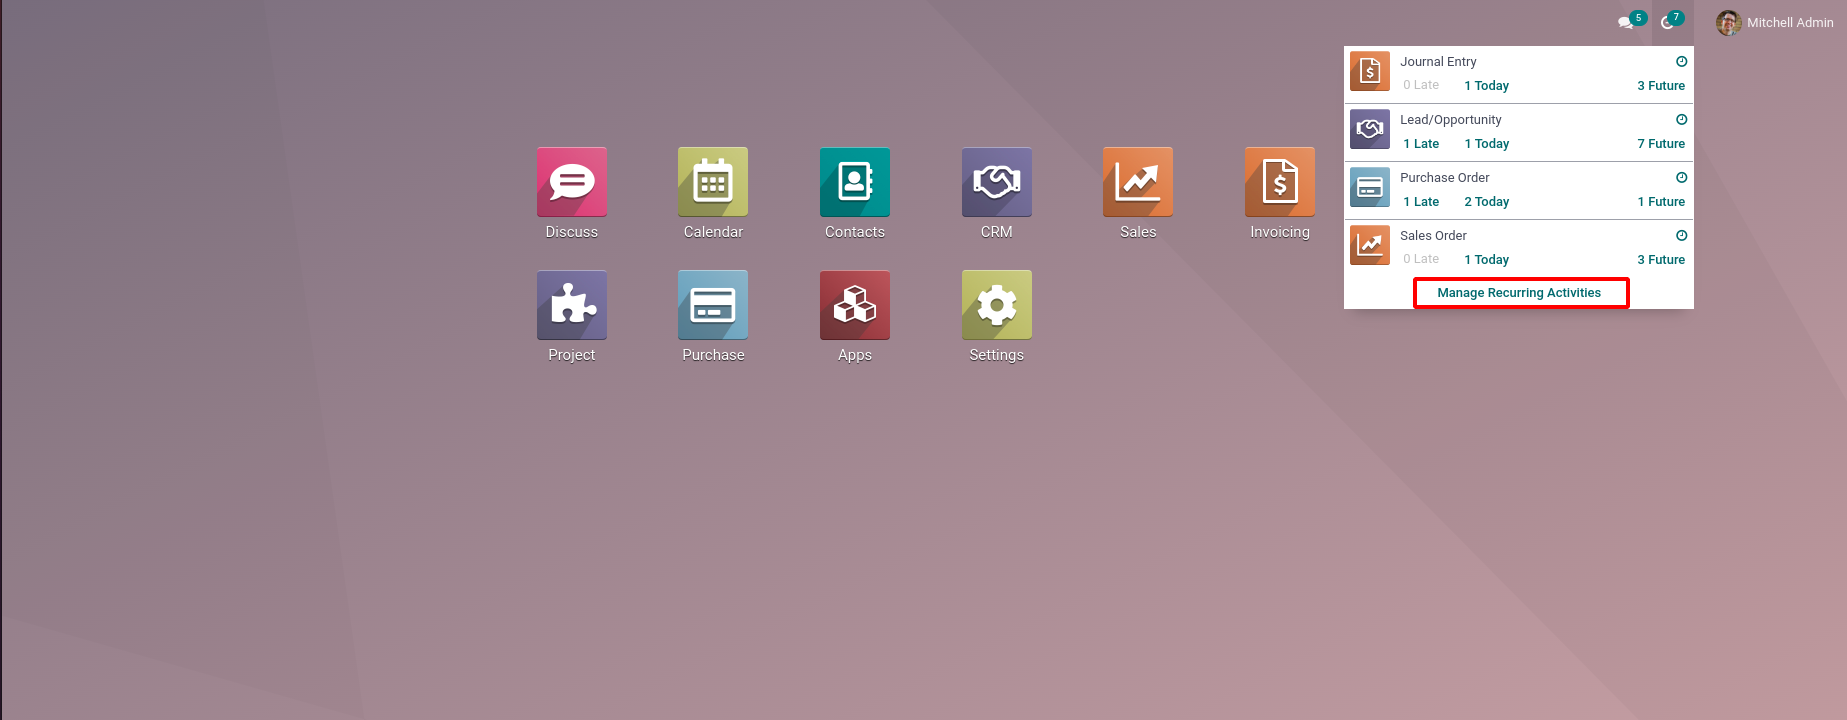 5
7
Mitchell Admin
Journal Entry
0 Late 1 Today 3 Future
Lead/Opportunity
1 Late 1 Today 7 Future
Purchase Order
1 Late 2 Today 1 Future
Sales Order
0 Late 1 Today 3 Future
Manage Recurring Activities
Discuss
Calendar
Contacts
CRM
Sales
Invoicing
Project
Purchase
Apps
Settings